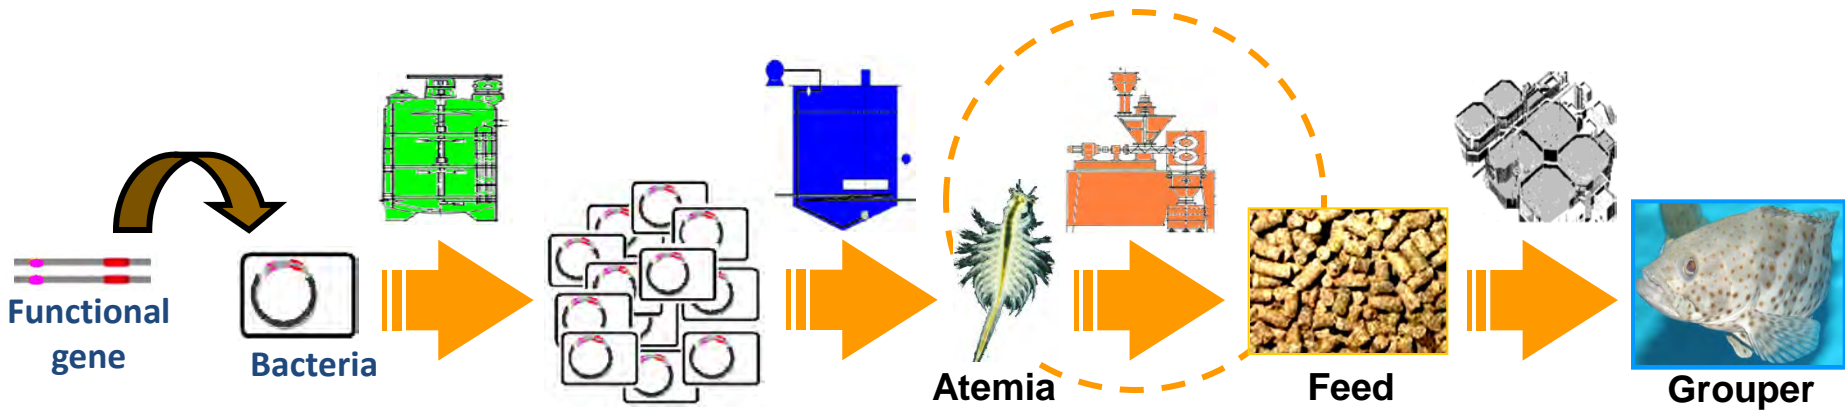 Functional
gene
Bacteria
Atemia
Feed
Grouper